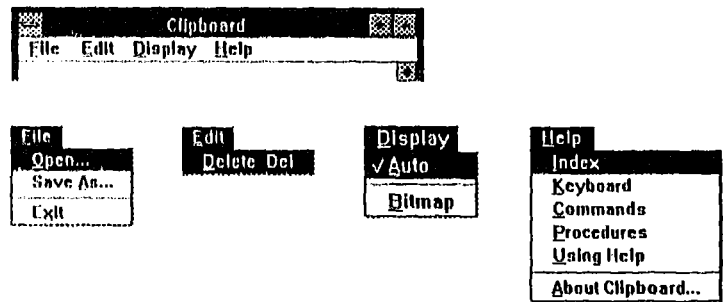 Clipboard
File Edit Display Help
File
Open...
Save As...
Exit
Edit
Delete Del
Display
✓ Auto
Bitmap
Help
Index
Keyboard
Commands
Procedures
Using Help
About Clipboard...